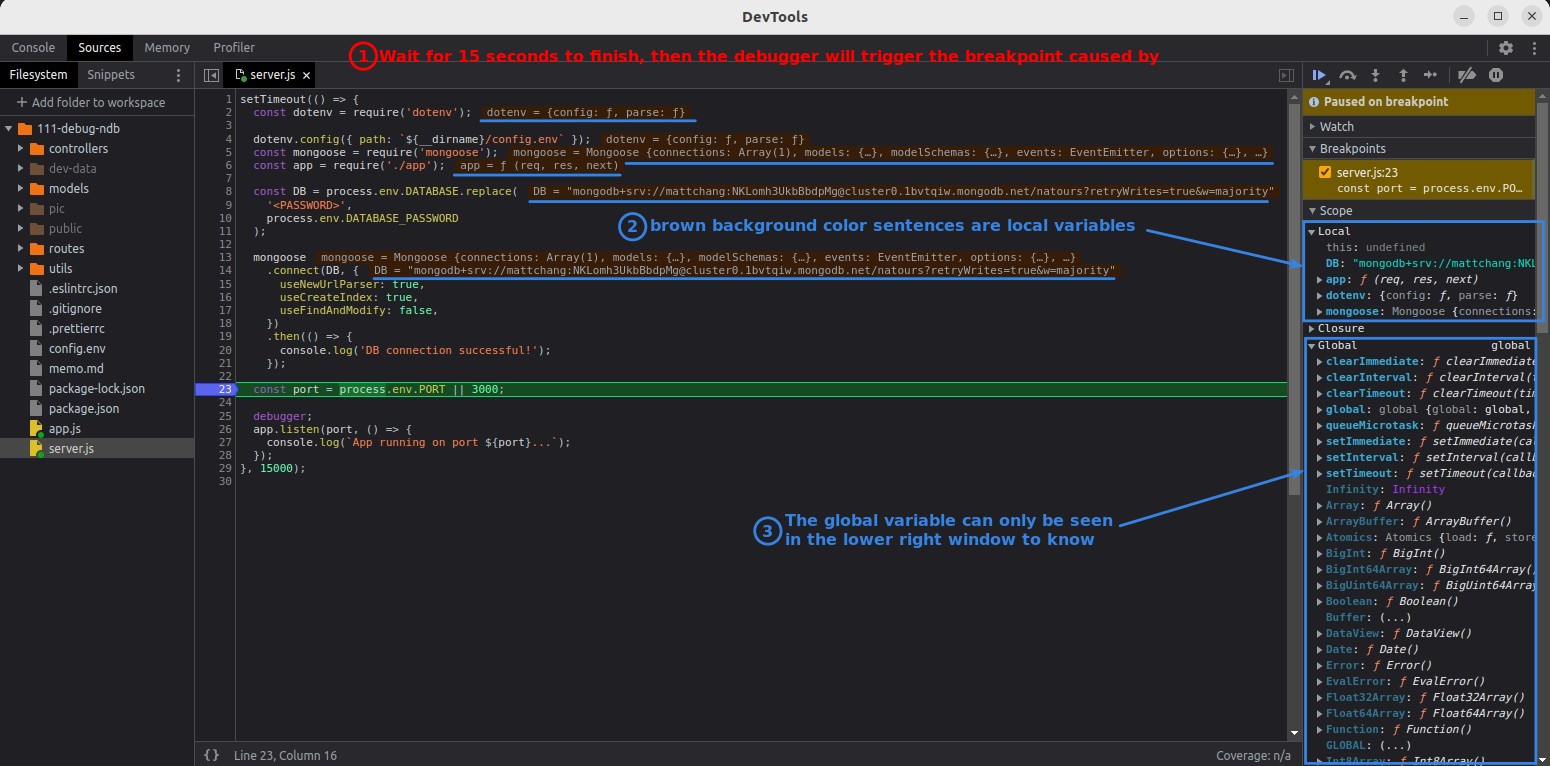 DevTools
Console Sources Memory Profiler
① Wait for 15 seconds to finish, then the debugger will trigger the breakpoint caused by
Filesystem Snippets
server.js ×
+ Add folder to workspace
111-debug-ndb
controllers
dev-data
models
pic
public
routes
utils
.eslintrc.json
.gitignore
.prettierrc
config.env
memo.md
package-lock.json
package.json
app.js
server.js
1 setTimeout(() => {
2 const dotenv = require('dotenv'); dotenv = {config: ƒ, parse: ƒ}
3
4 dotenv.config({ path: `${__dirname}/config.env` }); dotenv = {config: ƒ, parse: ƒ}
5 const mongoose = require('mongoose'); mongoose = Mongoose {connections: Array(1), models: {…}, modelSchemas: {…}, events: EventEmitter, options: {…}, …}
6 const app = require('./app'); app = ƒ (req, res, next)
7
8 const DB = process.env.DATABASE.replace( DB = "mongodb+srv://mattchang:NKLomh3UkbBbdpMg@cluster0.1bvtqiw.mongodb.net/natours?retryWrites=true&w=majority"
9 '<PASSWORD>',
10 process.env.DATABASE_PASSWORD
11 );
② brown background color sentences are local variables
12
13 mongoose mongoose = Mongoose {connections: Array(1), models: {…}, modelSchemas: {…}, events: EventEmitter, options: {…}, …}
14 .connect(DB, { DB = "mongodb+srv://mattchang:NKLomh3UkbBbdpMg@cluster0.1bvtqiw.mongodb.net/natours?retryWrites=true&w=majority"
15 useNewUrlParser: true,
16 useCreateIndex: true,
17 useFindAndModify: false,
18 })
19 .then(() => {
20 console.log('DB connection successful!');
21 });
22
23 const port = process.env.PORT || 3000;
24
25 debugger;
26 app.listen(port, () => {
27 console.log(`App running on port ${port}...`);
28 });
29 }, 15000);
30
③ The global variable can only be seen
in the lower right window to know
{} Line 23, Column 16
Coverage: n/a
Paused on breakpoint
Watch
Breakpoints
server.js:23
const port = process.env.PO…
Scope
Local
this: undefined
DB: "mongodb+srv://mattchang:NKL
app: ƒ (req, res, next)
dotenv: {config: ƒ, parse: ƒ}
mongoose: Mongoose {connections:
Closure
Global global
clearImmediate: ƒ clearImmediate
clearInterval: ƒ clearInterval(
clearTimeout: ƒ clearTimeout(tim
global: global {global: global,
queueMicrotask: ƒ queueMicrotask
setImmediate: ƒ setImmediate(cal
setInterval: ƒ setInterval(callb
setTimeout: ƒ setTimeout(callbac
Infinity: Infinity
Array: ƒ Array()
ArrayBuffer: ƒ ArrayBuffer()
Atomics: Atomics {load: ƒ, store
BigInt: ƒ BigInt()
BigInt64Array: ƒ BigInt64Array()
BigUint64Array: ƒ BigUint64Array
Boolean: ƒ Boolean()
Buffer: (...)
DataView: ƒ DataView()
Date: ƒ Date()
Error: ƒ Error()
EvalError: ƒ EvalError()
Float32Array: ƒ Float32Array()
Float64Array: ƒ Float64Array()
Function: ƒ Function()
GLOBAL: (...)
Int8Array: ƒ Int8Array()